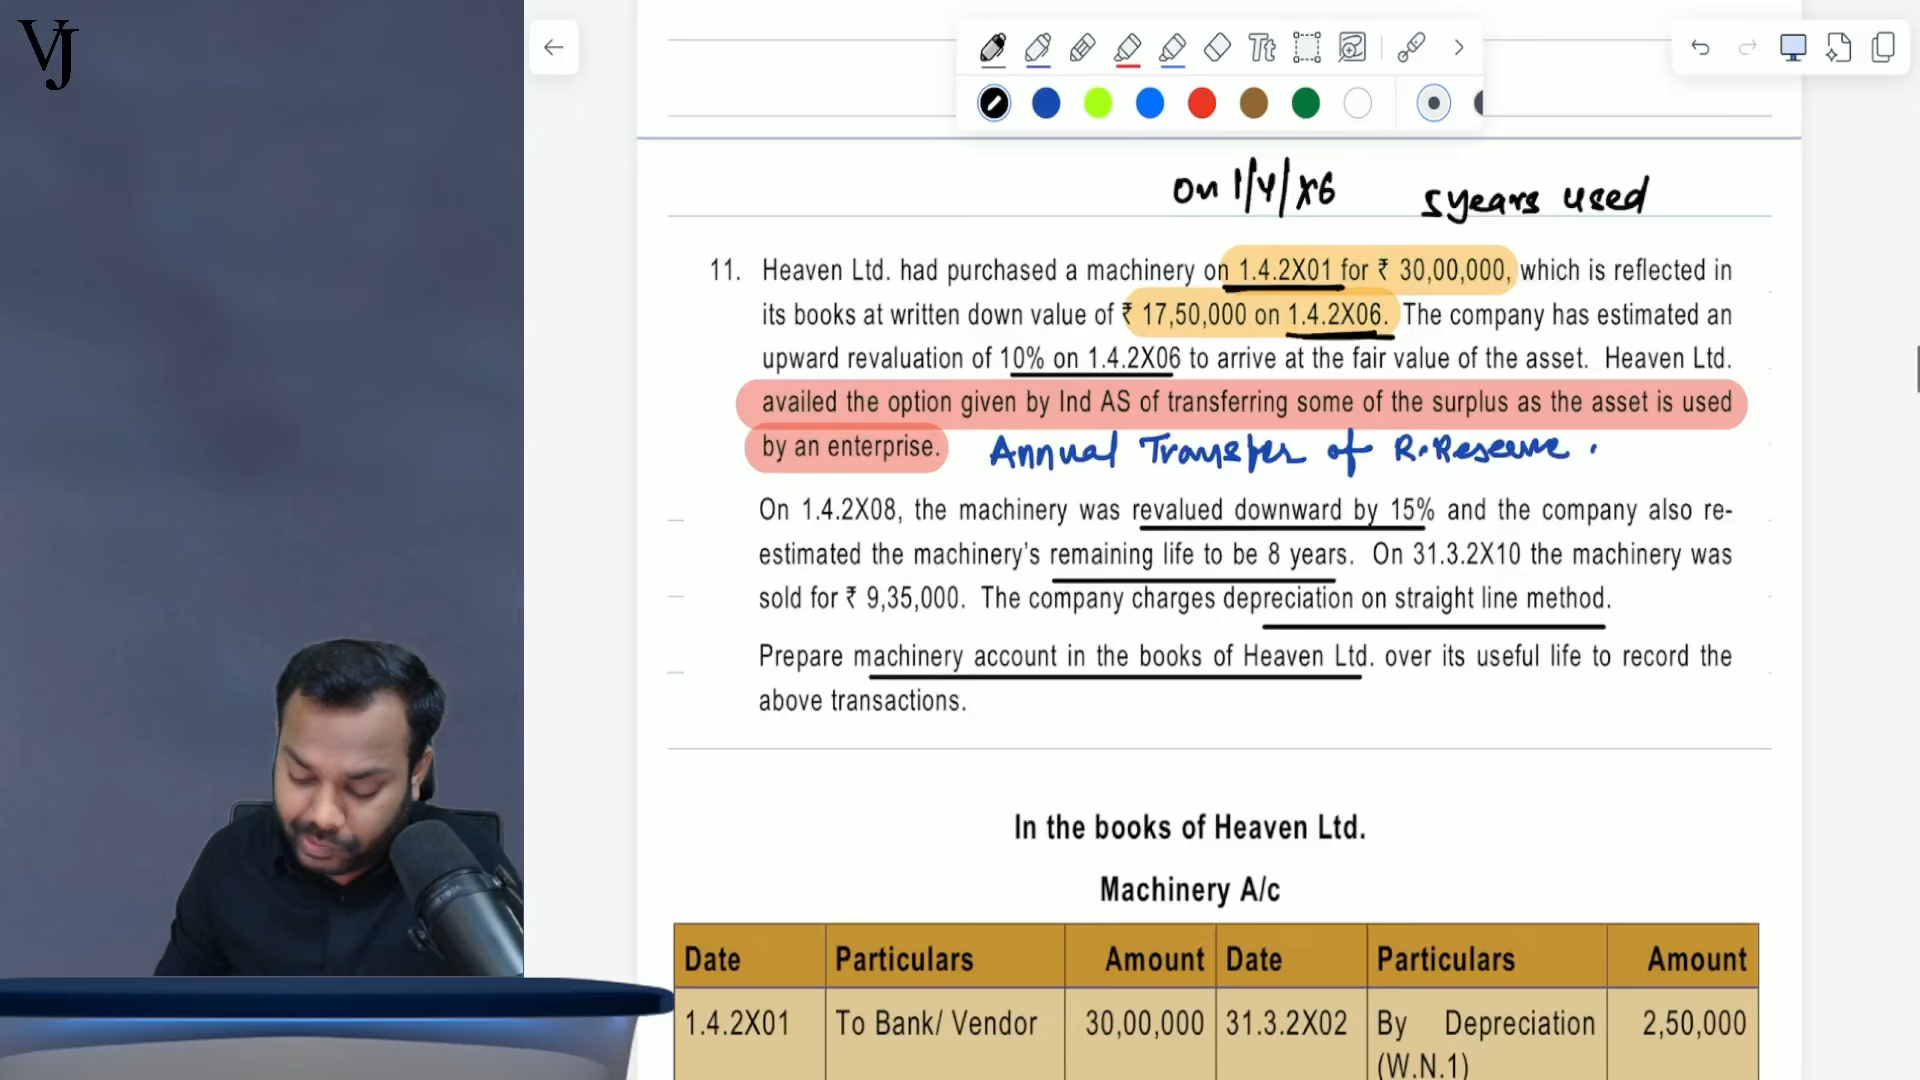 VJ
Tt
on 1/4/X6 5years used
11. Heaven Ltd. had purchased a machinery on 1.4.2X01 for ₹ 30,00,000, which is reflected in
its books at written down value of ₹ 17,50,000 on 1.4.2X06. The company has estimated an
upward revaluation of 10% on 1.4.2X06 to arrive at the fair value of the asset. Heaven Ltd.
availed the option given by Ind AS of transferring some of the surplus as the asset is used
by an enterprise. Annual Transfer of R.Reserve.
On 1.4.2X08, the machinery was revalued downward by 15% and the company also re-
estimated the machinery’s remaining life to be 8 years. On 31.3.2X10 the machinery was
sold for ₹ 9,35,000. The company charges depreciation on straight line method.
Prepare machinery account in the books of Heaven Ltd. over its useful life to record the
above transactions.
In the books of Heaven Ltd.
Machinery A/c
Date Particulars Amount Date Particulars Amount
1.4.2X01 To Bank/ Vendor 30,00,000 31.3.2X02 By Depreciation 2,50,000
(W.N.1)